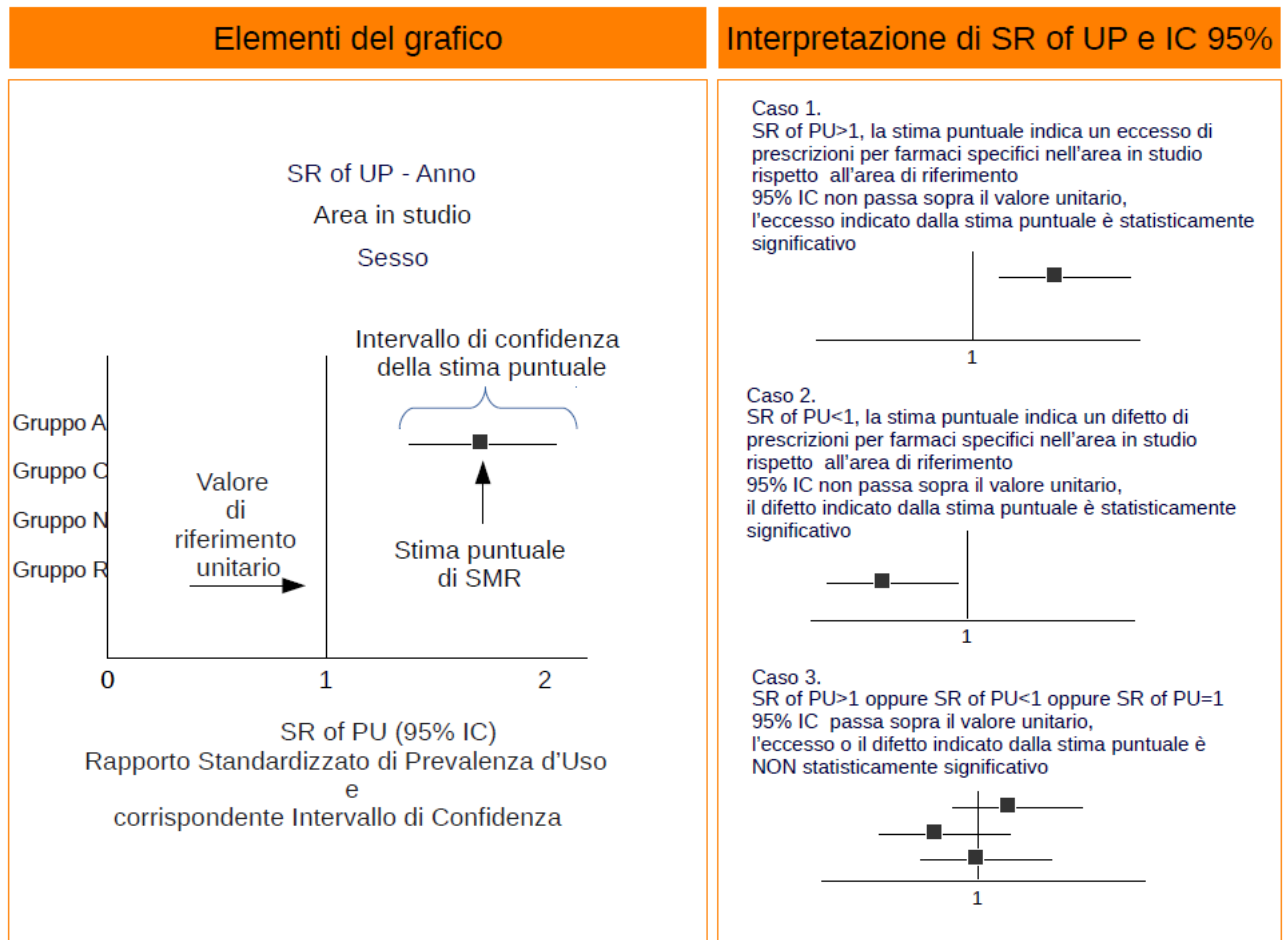 Elementi del grafico
SR of UP - Anno
Area in studio
Sesso
Intervallo di confidenza
della stima puntuale
Gruppo A
Gruppo C
Gruppo N
Gruppo R
Valore
di
riferimento
unitario
Stima puntuale
di SMR
0
1
2
SR of PU (95% IC)
Rapporto Standardizzato di Prevalenza d'Uso
e
corrispondente Intervallo di Confidenza
Interpretazione di SR of UP e IC 95%
Caso 1.
SR of PU>1, la stima puntuale indica un eccesso di
prescrizioni per farmaci specifici nell'area in studio
rispetto all'area di riferimento
95% IC non passa sopra il valore unitario,
l'eccesso indicato dalla stima puntuale è statisticamente
significativo
1
Caso 2.
SR of PU<1, la stima puntuale indica un difetto di
prescrizioni per farmaci specifici nell'area in studio
rispetto all'area di riferimento
95% IC non passa sopra il valore unitario,
il difetto indicato dalla stima puntuale è statisticamente
significativo
1
Caso 3.
SR of PU>1 oppure SR of PU<1 oppure SR of PU=1
95% IC passa sopra il valore unitario,
l'eccesso o il difetto indicato dalla stima puntuale è
NON statisticamente significativo
1